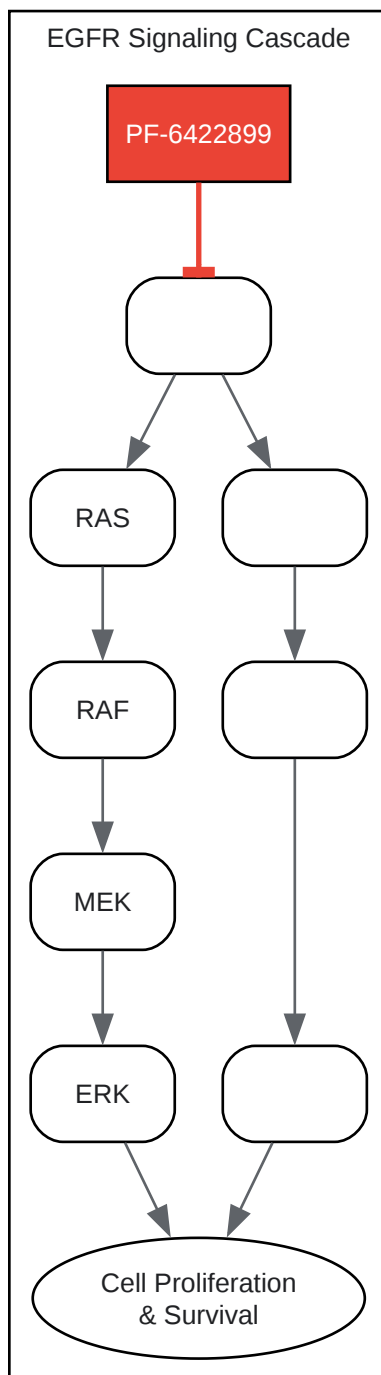 EGFR Signaling Cascade
PF-6422899
RAS
RAF
MEK
ERK
Cell Proliferation
& Survival